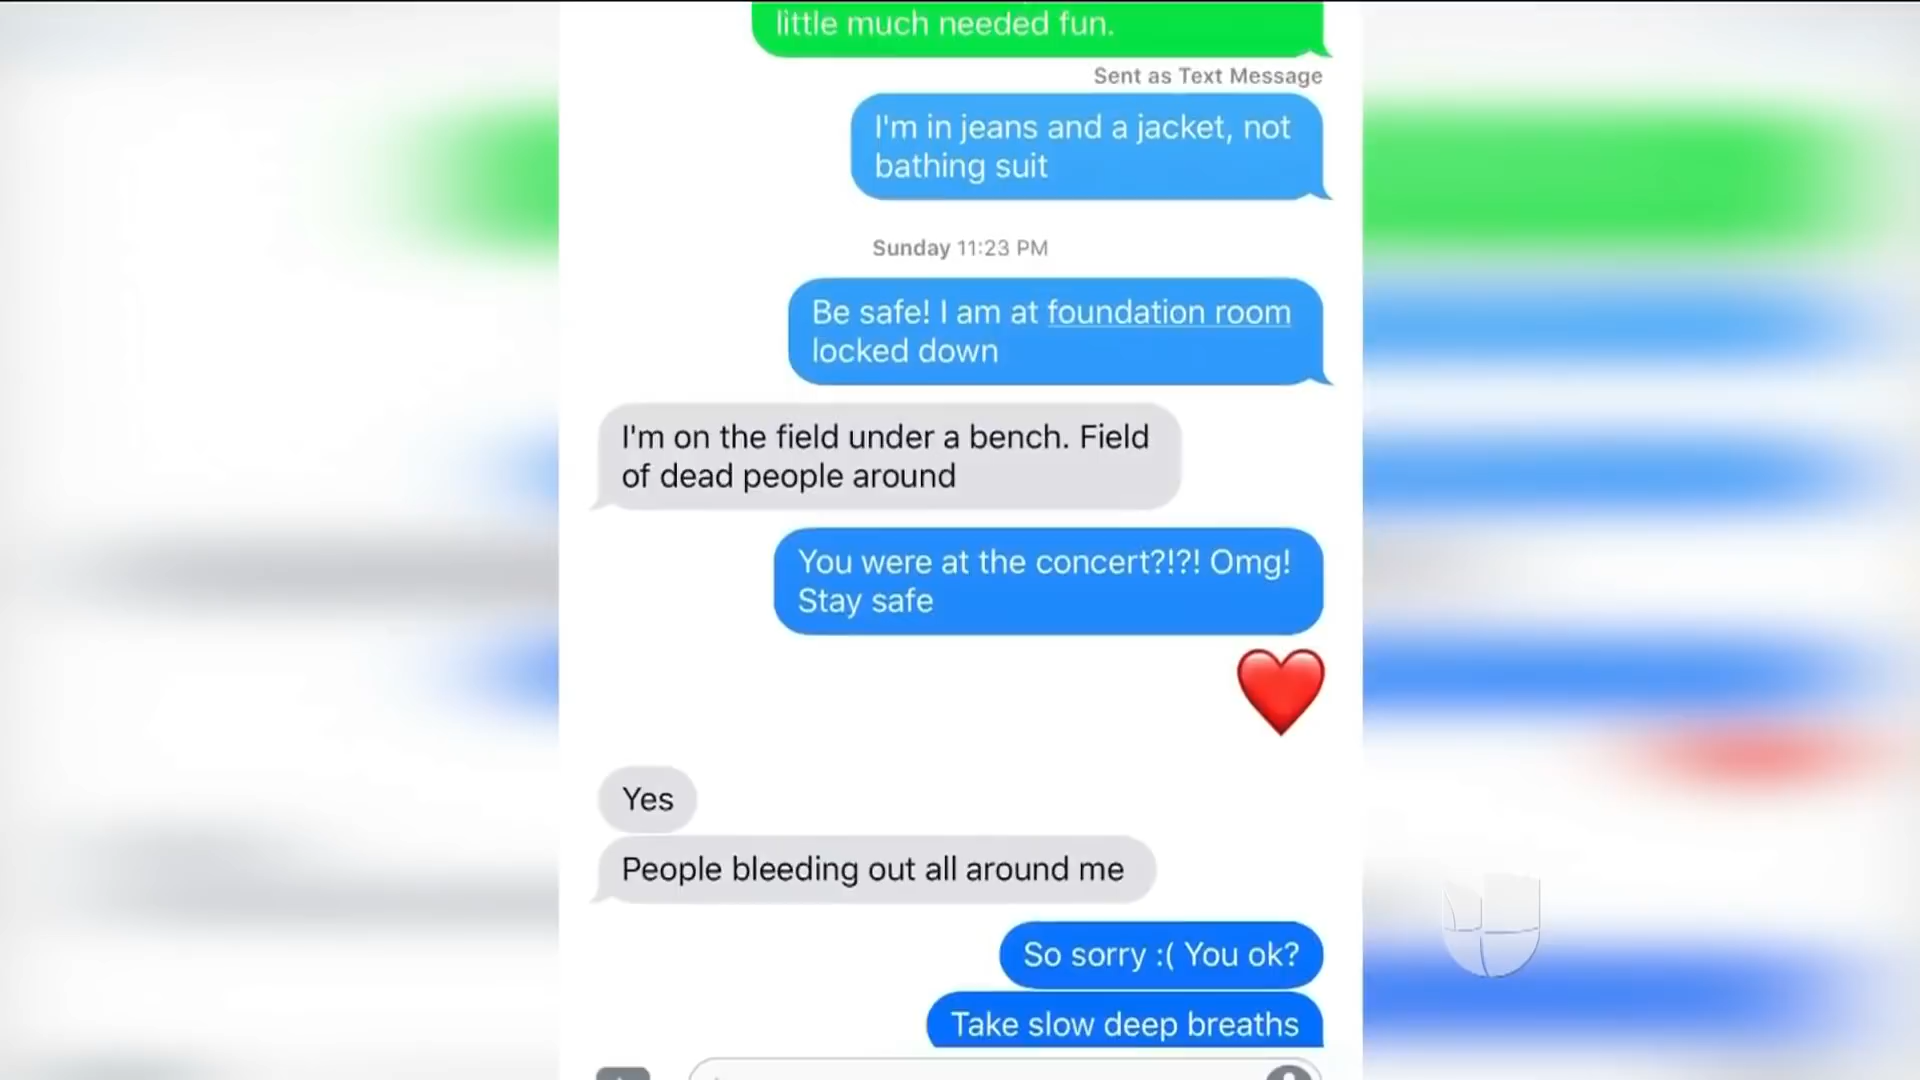 little much needed fun.
Sent as Text Message
I'm in jeans and a jacket, not
bathing suit
Sunday 11:23 PM
Be safe! I am at foundation room
locked down
I'm on the field under a bench. Field
of dead people around
You were at the concert?!?! Omg!
Stay safe
Yes
People bleeding out all around me
So sorry :( You ok?
Take slow deep breaths